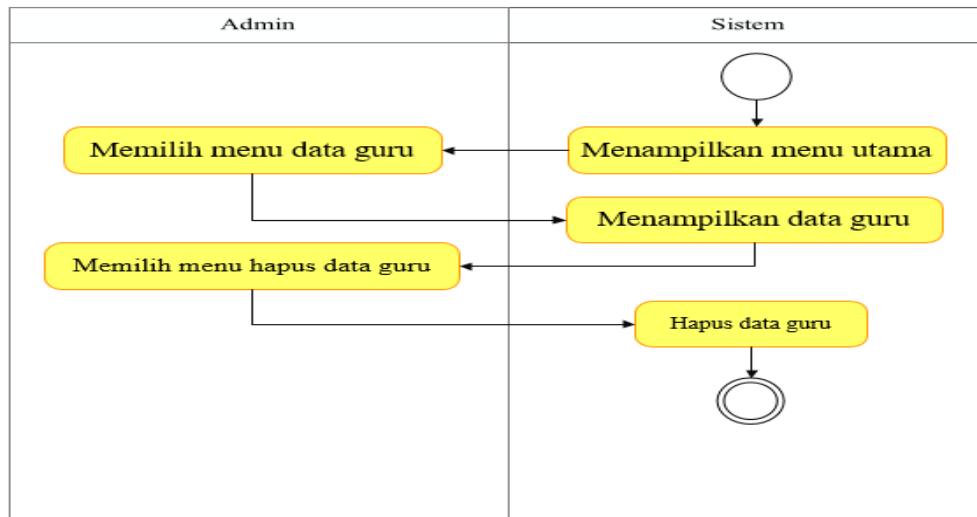 Admin
Sistem
Menampilkan menu utama
Memilih menu data guru
Menampilkan data guru
Memilih menu hapus data guru
Hapus data guru